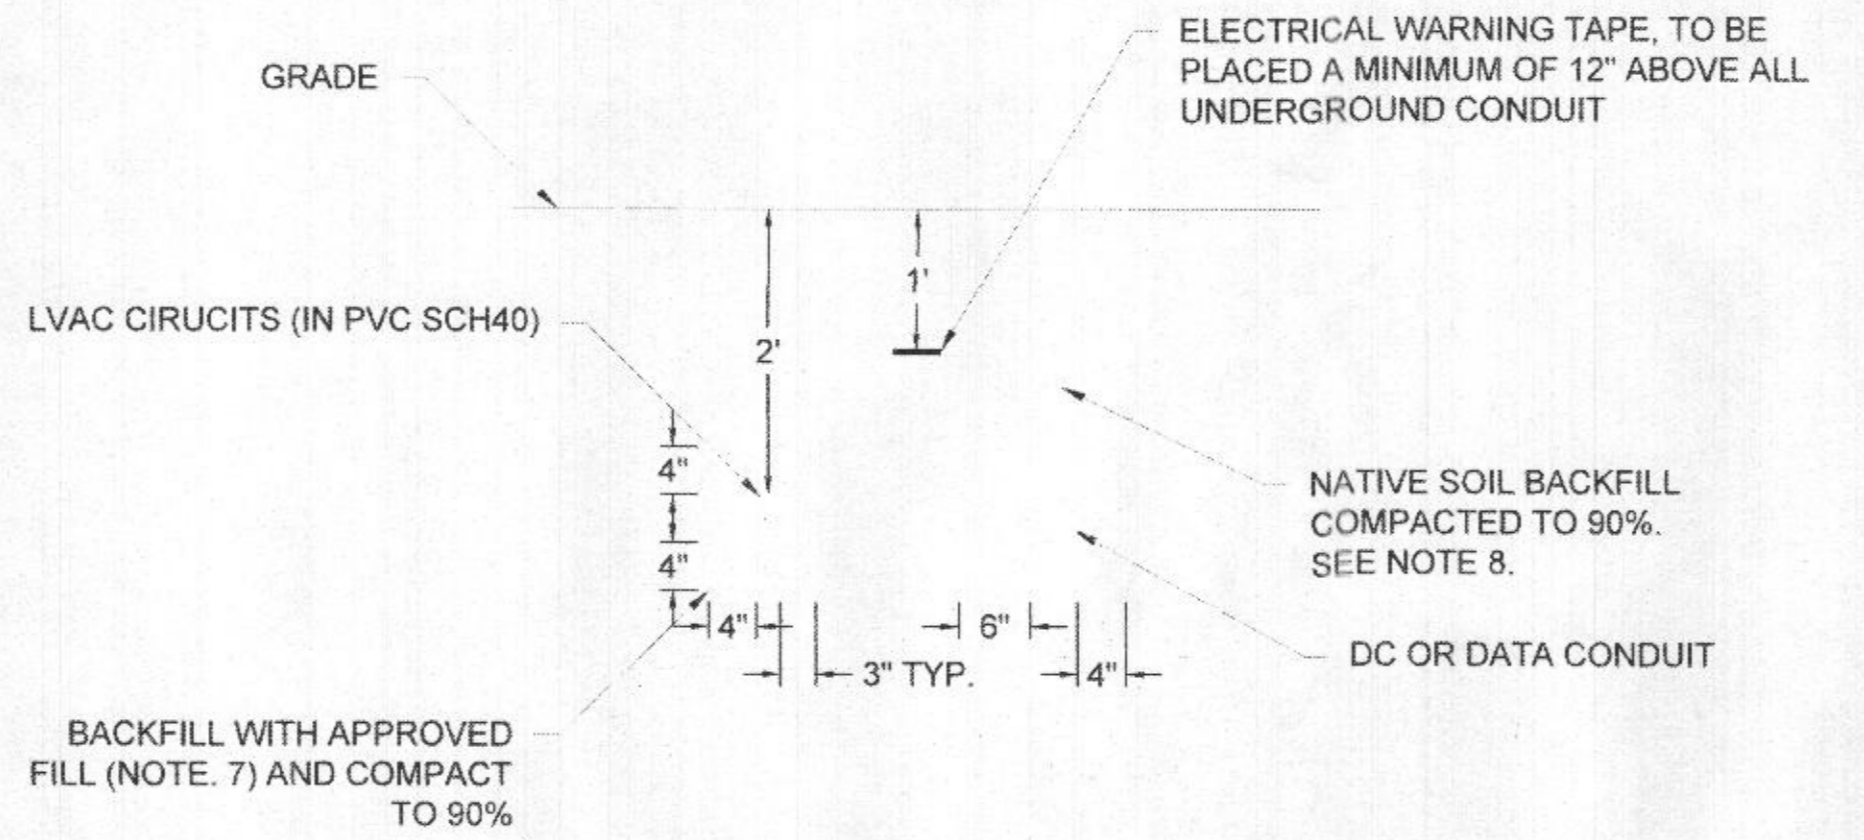 ELECTRICAL WARNING TAPE, TO BE
PLACED A MINIMUM OF 12" ABOVE ALL
UNDERGROUND CONDUIT
GRADE
1'
LVAC CIRUCITS (IN PVC SCH40)
2'
4"
4"
NATIVE SOIL BACKFILL
COMPACTED TO 90%.
SEE NOTE 8.
4"
6"
3" TYP.
4"
DC OR DATA CONDUIT
BACKFILL WITH APPROVED
FILL (NOTE. 7) AND COMPACT
TO 90%